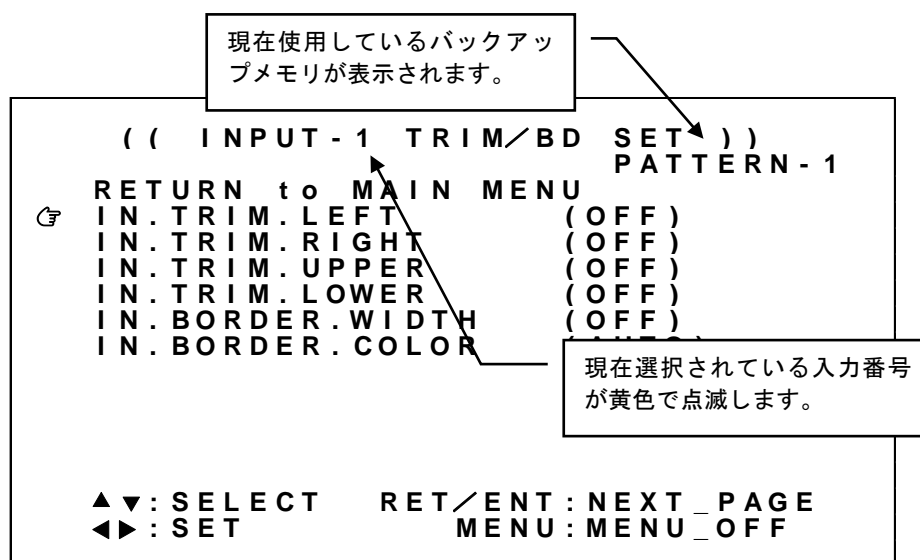 現在使用しているバックアッ
プメモリが表示されます。
(( INPUT-1 TRIM／BD SET ))
PATTERN-1
RETURN to MAIN MENU
☞ IN.TRIM.LEFT (OFF)
IN.TRIM.RIGHT (OFF)
IN.TRIM.UPPER (OFF)
IN.TRIM.LOWER (OFF)
IN.BORDER.WIDTH (OFF)
IN.BORDER.COLOR (AUTO)
現在選択されている入力番号
が黄色で点滅します。
▲▼:SELECT RET／ENT:NEXT_PAGE
◀▶:SET MENU:MENU_OFF